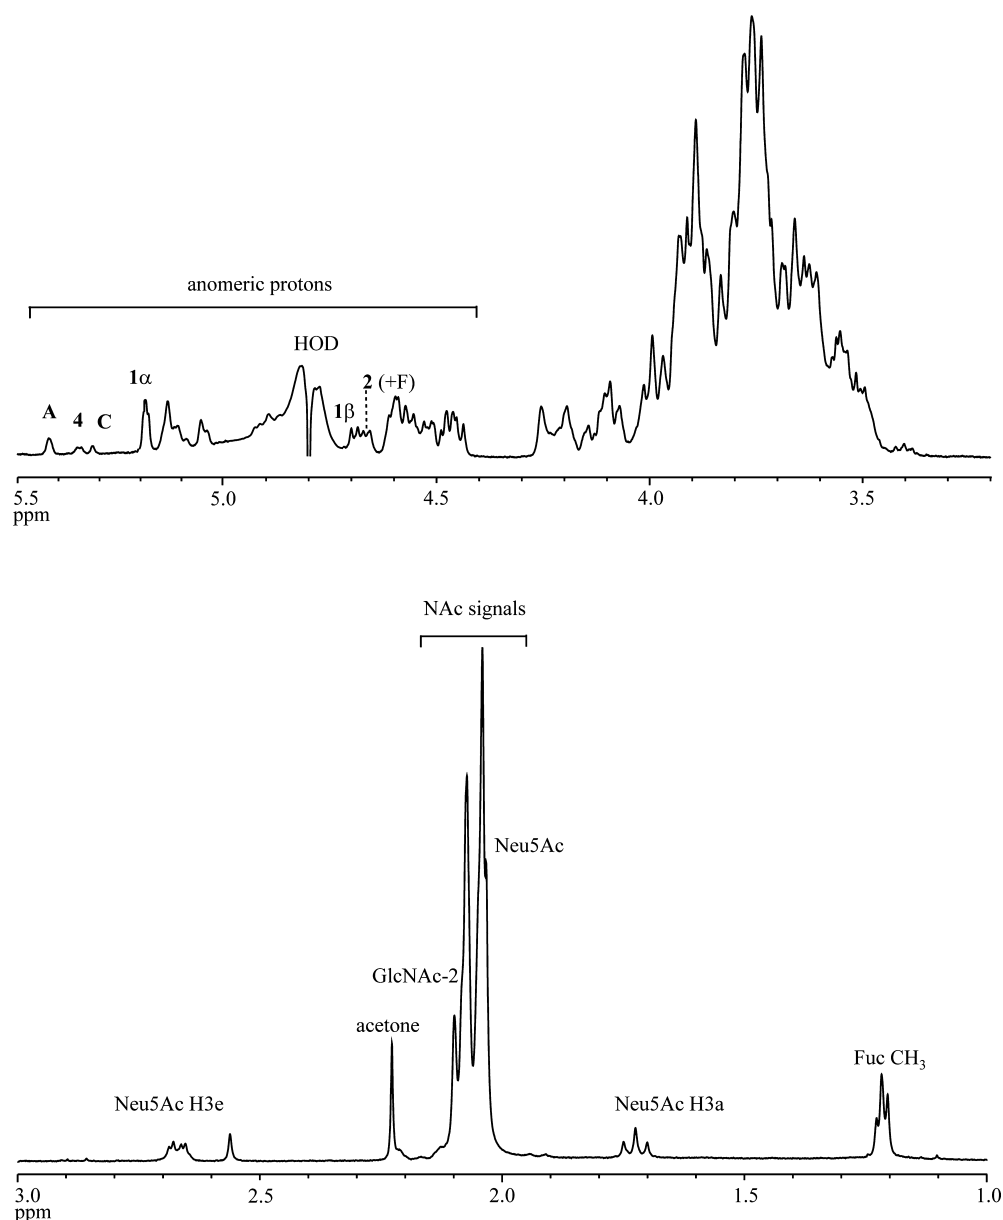 anomeric protons
HOD
1α
2 (+F)
A
4
C
1β
5.5
5.0
4.5
4.0
3.5
ppm
NAc signals
Neu5Ac
GlcNAc-2
acetone
Fuc CH₃
Neu5Ac H3e
Neu5Ac H3a
3.0
2.5
2.0
1.5
1.0
ppm